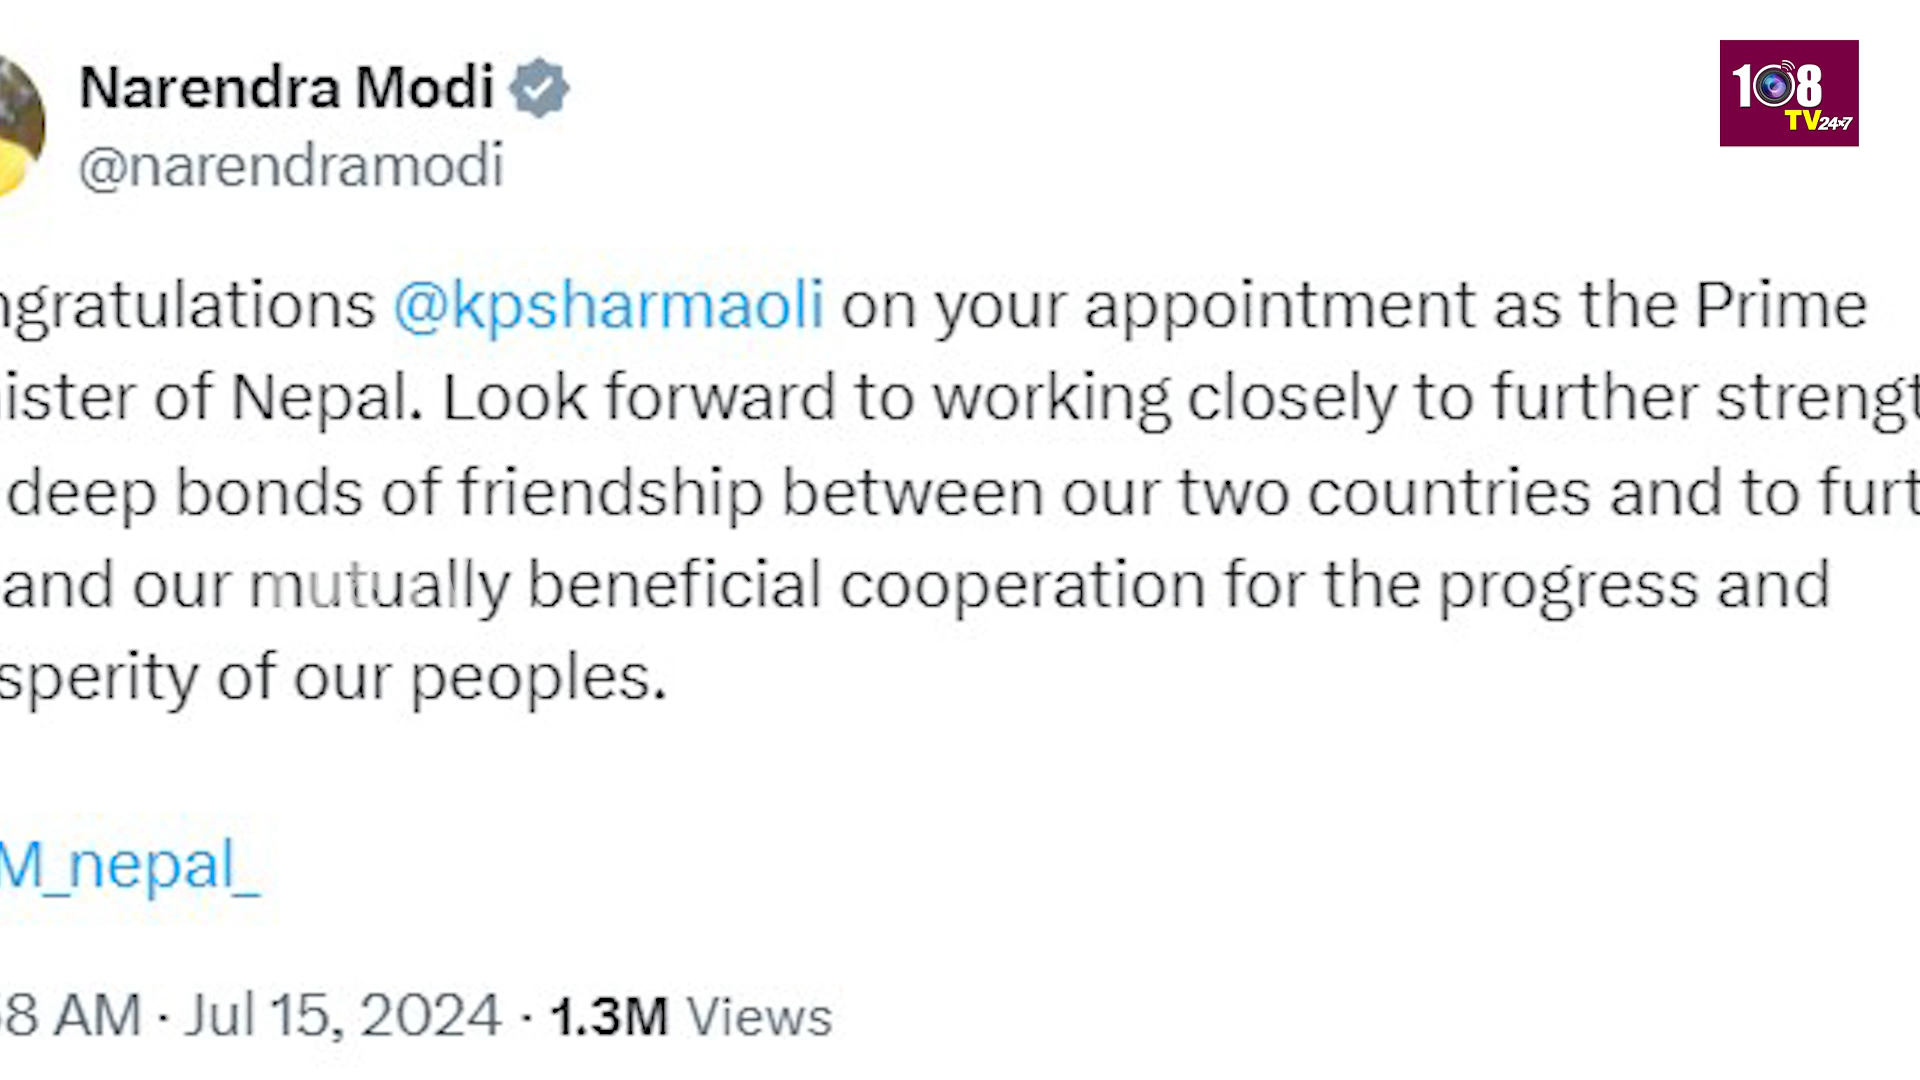 Narendra Modi
@narendramodi
108
TV 24x7
ngratulations @kpsharmaoli on your appointment as the Prime
ister of Nepal. Look forward to working closely to further strengt
deep bonds of friendship between our two countries and to furt
and our mutually beneficial cooperation for the progress and
sperity of our peoples.
M_nepal_
8 AM · Jul 15, 2024 · 1.3M Views